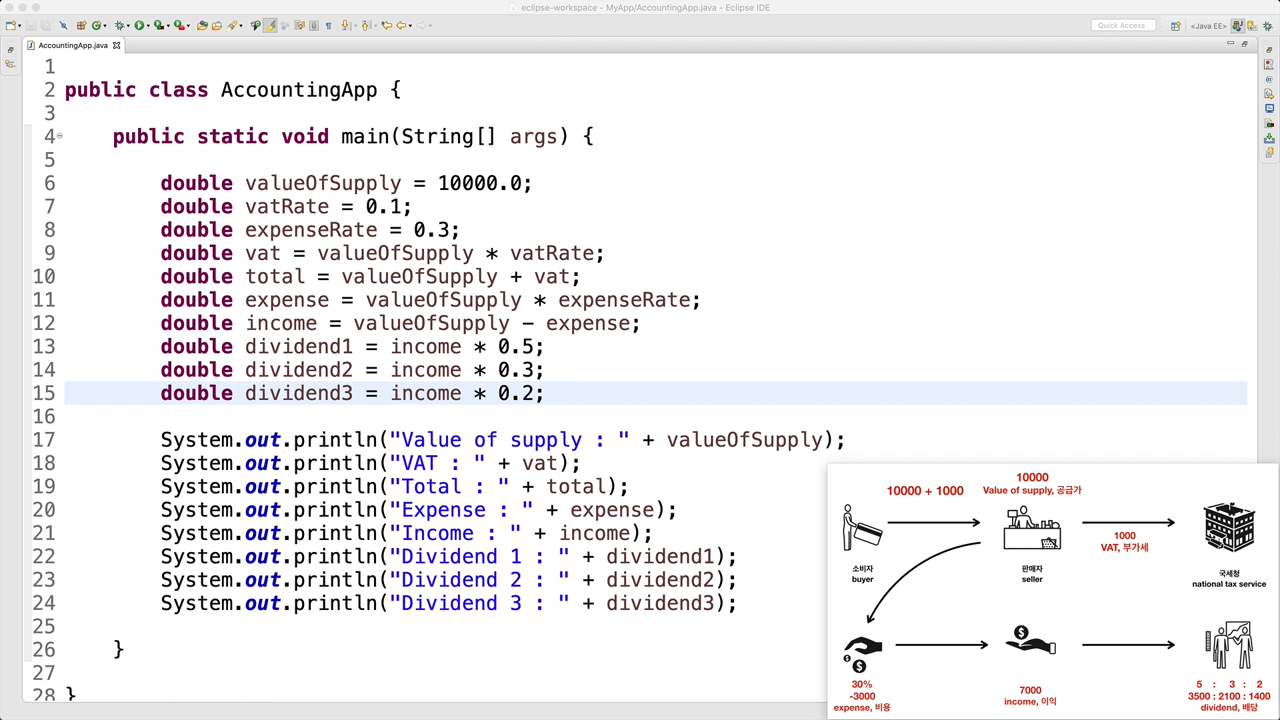 eclipse-workspace - MyApp/AccountingApp.java - Eclipse IDE
Quick Access
<Java EE>
AccountingApp.java
1
2 public class AccountingApp {
3
4 public static void main(String[] args) {
5
6 double valueOfSupply = 10000.0;
7 double vatRate = 0.1;
8 double expenseRate = 0.3;
9 double vat = valueOfSupply * vatRate;
10 double total = valueOfSupply + vat;
11 double expense = valueOfSupply * expenseRate;
12 double income = valueOfSupply - expense;
13 double dividend1 = income * 0.5;
14 double dividend2 = income * 0.3;
15 double dividend3 = income * 0.2;
16
17 System.out.println("Value of supply : " + valueOfSupply);
18 System.out.println("VAT : " + vat);
19 System.out.println("Total : " + total);
20 System.out.println("Expense : " + expense);
21 System.out.println("Income : " + income);
22 System.out.println("Dividend 1 : " + dividend1);
23 System.out.println("Dividend 2 : " + dividend2);
24 System.out.println("Dividend 3 : " + dividend3);
25
26 }
27
28 }
10000 + 1000
10000
Value of supply, 공급가
1000
VAT, 부가세
소비자
buyer
판매자
seller
국세청
national tax service
30%
-3000
expense, 비용
7000
income, 이익
5 : 3 : 2
3500 : 2100 : 1400
dividend, 배당